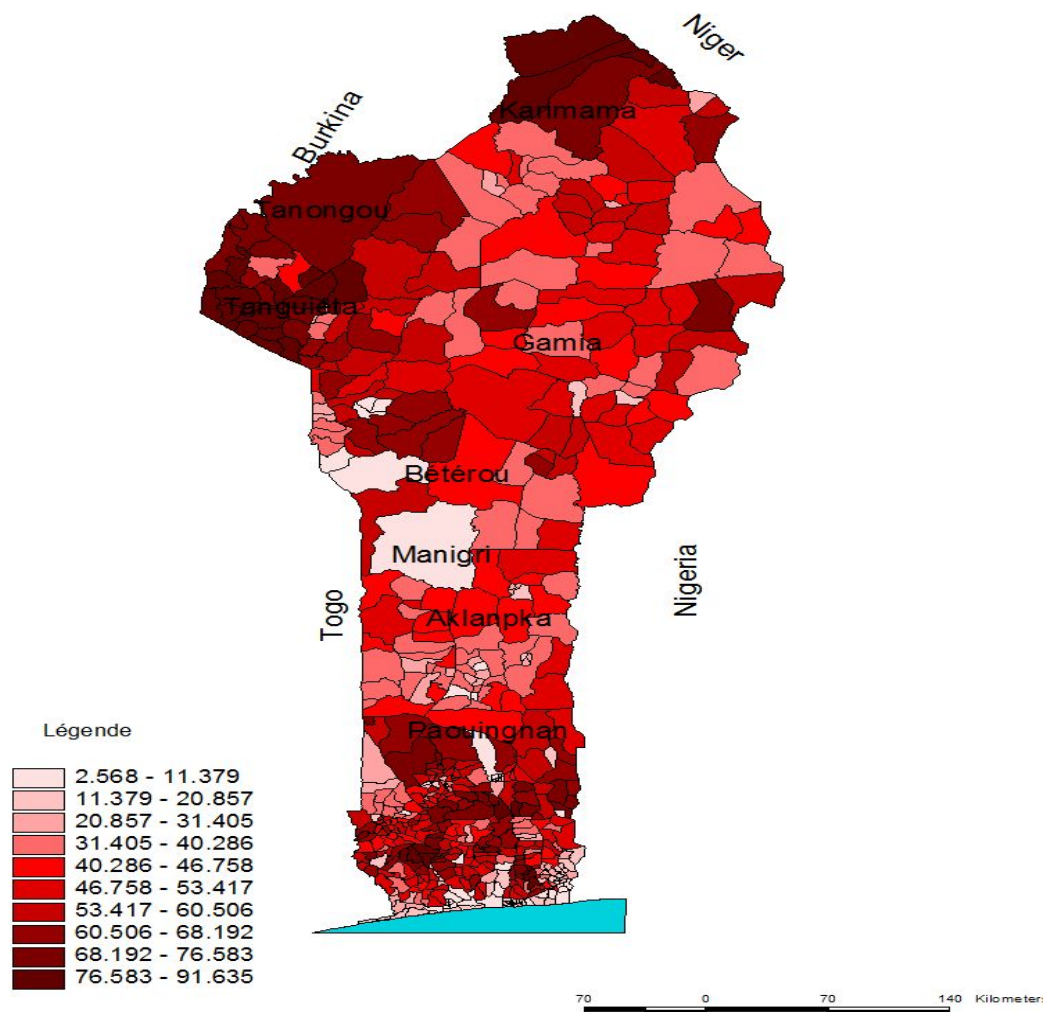 Niger
Burkina
Karimama
Tanongou
Tanguiéta
Gamia
Bétérou
Manigri
Nigeria
Togo
Aklanpka
Paouingnan
Légende
2.568 - 11.379
11.379 - 20.857
20.857 - 31.405
31.405 - 40.286
40.286 - 46.758
46.758 - 53.417
53.417 - 60.506
60.506 - 68.192
68.192 - 76.583
76.583 - 91.635
70 0 70 140 Kilometers